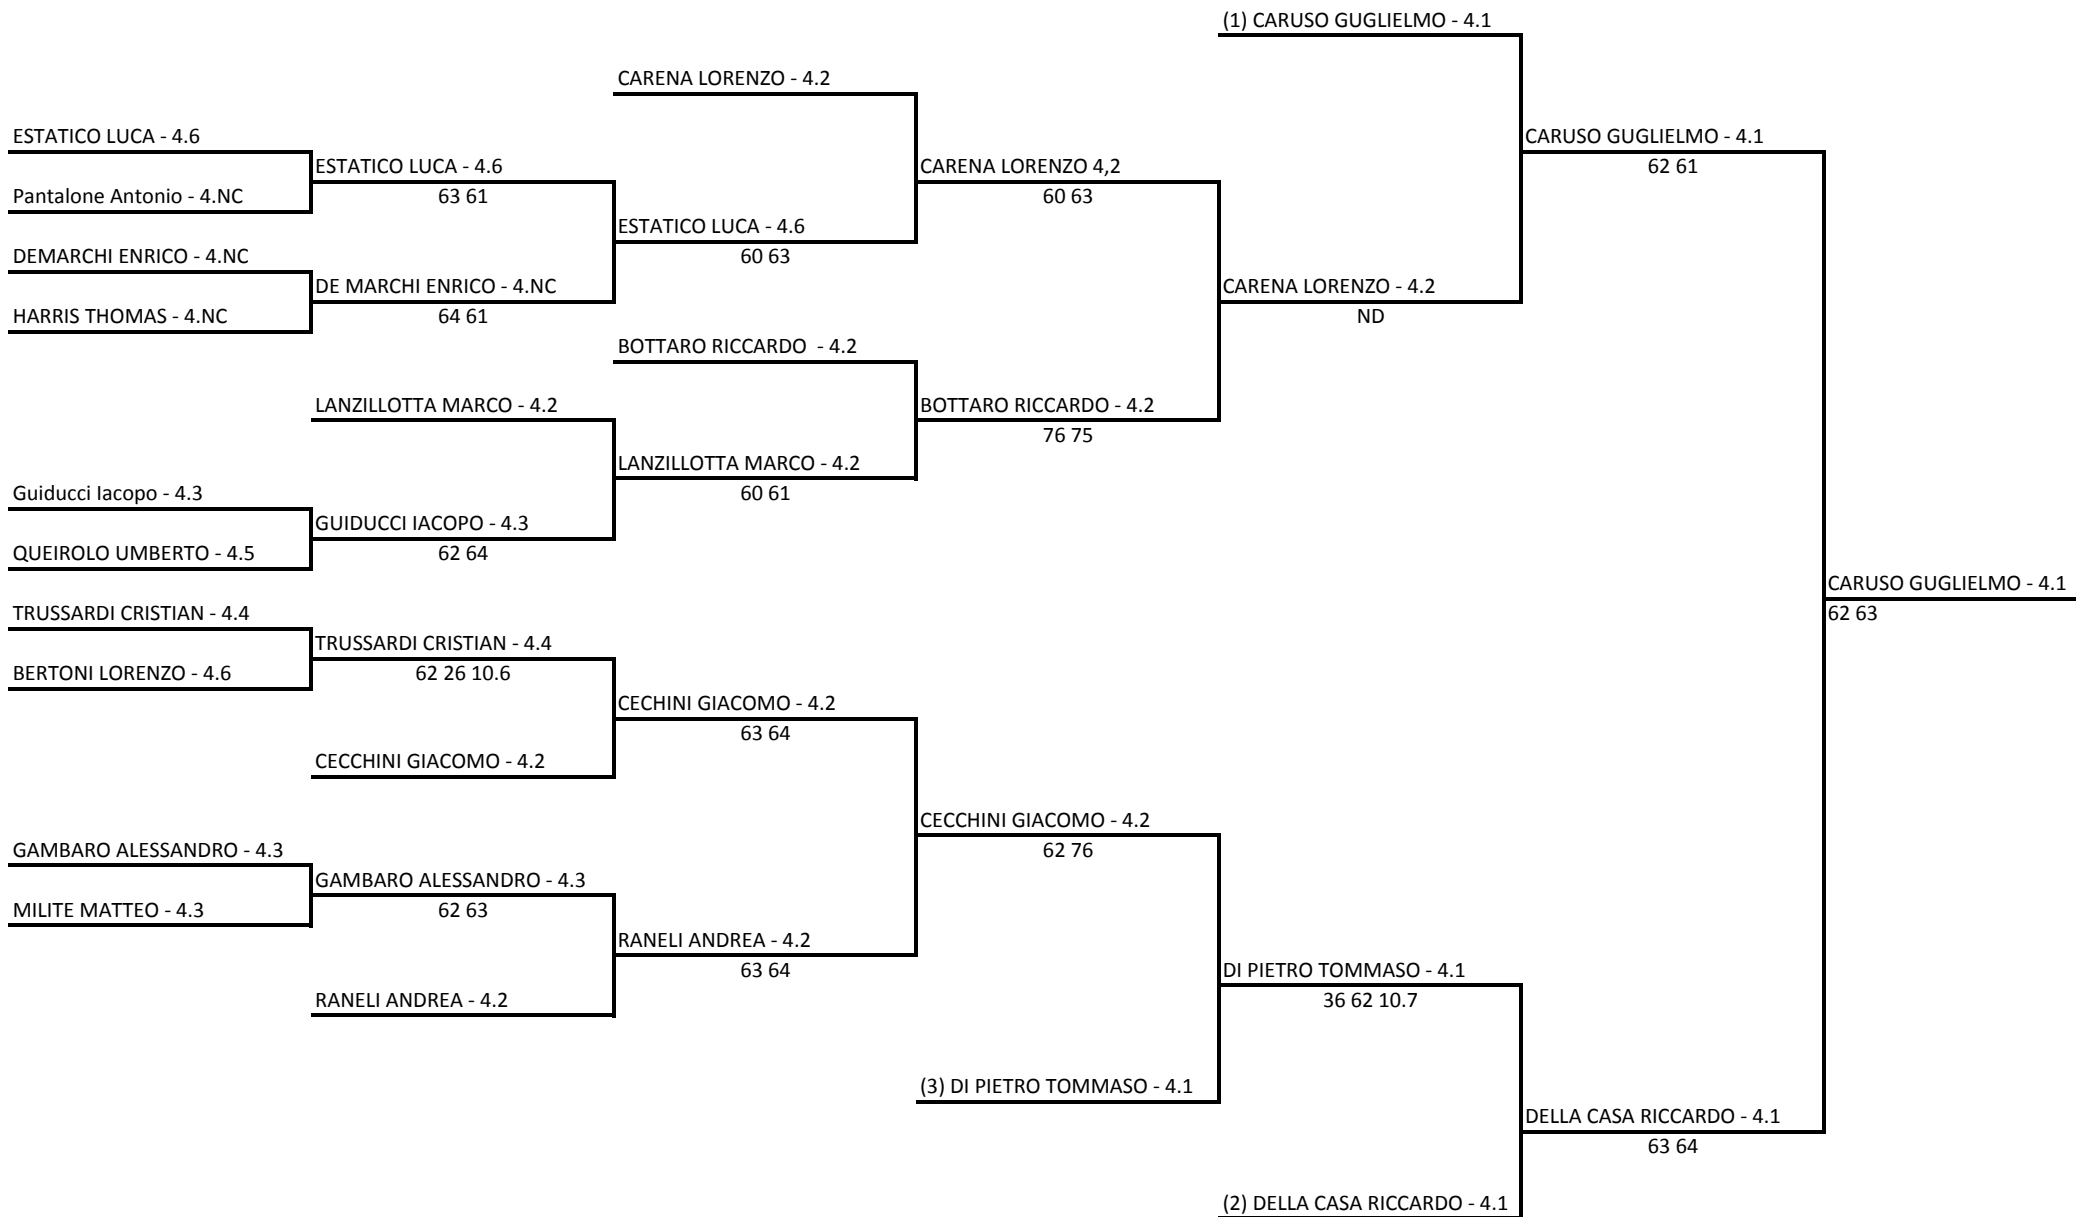 (1) CARUSO GUGLIELMO - 4.1
CARENA LORENZO - 4.2
ESTATICO LUCA - 4.6
CARUSO GUGLIELMO - 4.1
ESTATICO LUCA - 4.6
CARENA LORENZO 4,2
62 61
Pantalone Antonio - 4.NC
63 61
60 63
ESTATICO LUCA - 4.6
DEMARCHI ENRICO - 4.NC
60 63
DE MARCHI ENRICO - 4.NC
CARENA LORENZO - 4.2
HARRIS THOMAS - 4.NC
64 61
ND
BOTTARO RICCARDO  - 4.2
LANZILLOTTA MARCO - 4.2
BOTTARO RICCARDO - 4.2
76 75
LANZILLOTTA MARCO - 4.2
Guiducci Iacopo - 4.3
60 61
GUIDUCCI IACOPO - 4.3
QUEIROLO UMBERTO - 4.5
62 64
CARUSO GUGLIELMO - 4.1
TRUSSARDI CRISTIAN - 4.4
62 63
TRUSSARDI CRISTIAN - 4.4
BERTONI LORENZO - 4.6
62 26 10.6
CECHINI GIACOMO - 4.2
63 64
CECCHINI GIACOMO - 4.2
CECCHINI GIACOMO - 4.2
GAMBARO ALESSANDRO - 4.3
62 76
GAMBARO ALESSANDRO - 4.3
MILITE MATTEO - 4.3
62 63
RANELI ANDREA - 4.2
63 64
DI PIETRO TOMMASO - 4.1
RANELI ANDREA - 4.2
36 62 10.7
(3) DI PIETRO TOMMASO - 4.1
DELLA CASA RICCARDO - 4.1
63 64
(2) DELLA CASA RICCARDO - 4.1